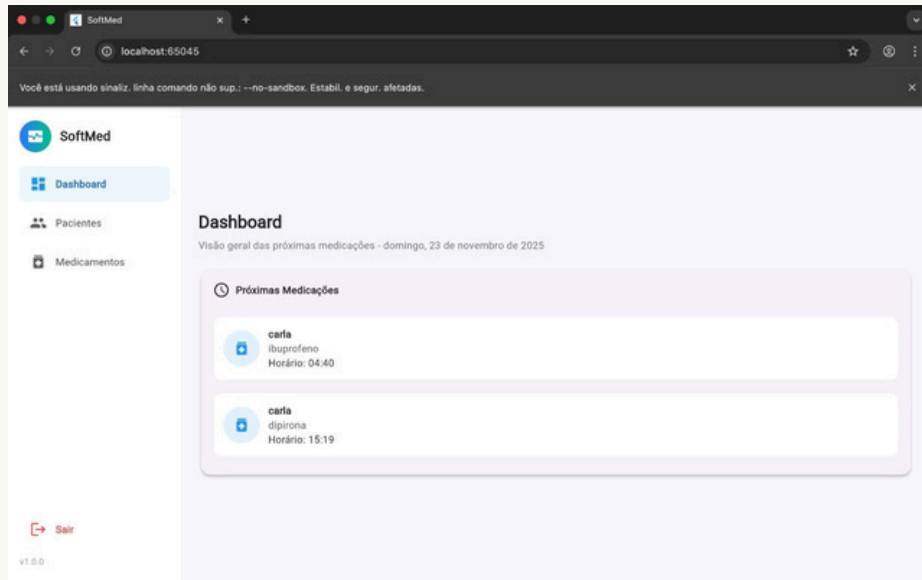 SoftMed
localhost:65045
Você está usando sinaliz. linha comando não sup.: --no-sandbox. Estabil. e segur. afetadas.
SoftMed
Dashboard
Pacientes
Medicamentos
Dashboard
Visão geral das próximas medicações - domingo, 23 de novembro de 2025
Próximas Medicações
carla
ibuprofeno
Horário: 04:40
carla
dipirona
Horário: 15:19
Sair
v1.0.0